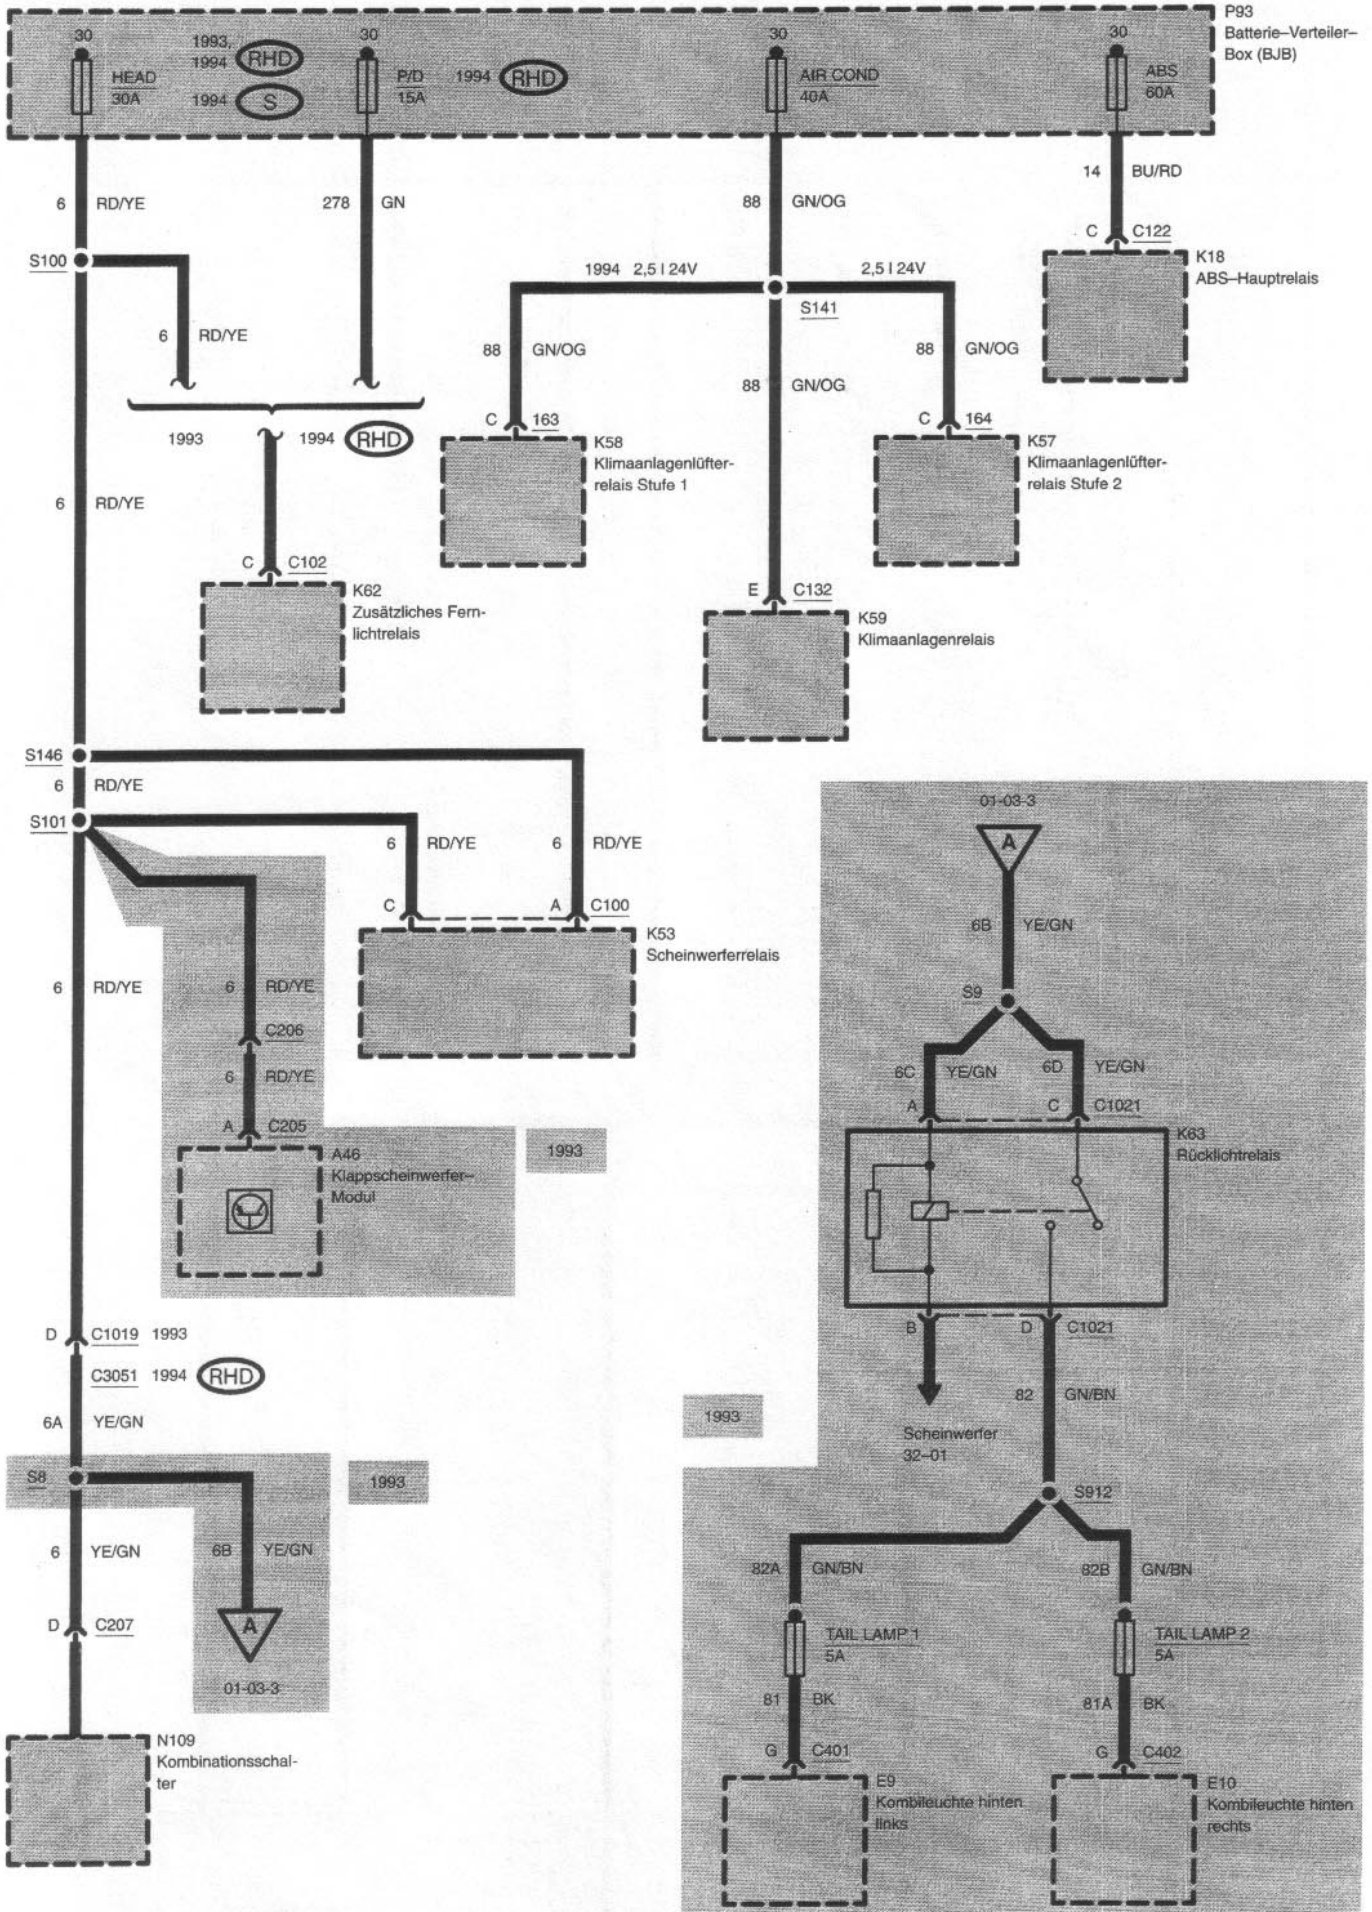 P93
Batterie–Verteiler–
Box (BJB)
30
HEAD
30A
1993,
1994 RHD
1994 S
30
P/D
15A
1994 RHD
30
AIR COND
40A
30
ABS
60A
6 RD/YE
278 GN
88 GN/OG
14 BU/RD
C C122
K18
ABS–Hauptrelais
S100
6 RD/YE
1994 2,5 l 24V
2,5 l 24V
S141
88 GN/OG
88 GN/OG
88 GN/OG
1993
1994 RHD
C 163
K58
Klimaanlagenlüfter-
relais Stufe 1
C 164
K57
Klimaanlagenlüfter-
relais Stufe 2
6 RD/YE
C C102
K62
Zusätzliches Fern-
lichtrelais
E C132
K59
Klimaanlagenrelais
S146
6 RD/YE
S101
6 RD/YE
6 RD/YE
C
A C100
K53
Scheinwerferrelais
6 RD/YE
6 RD/YE
C206
6 RD/YE
A C205
A46
Klappscheinwerfer–
Modul
1993
01-03-3
A
6B YE/GN
S9
6C YE/GN
6D YE/GN
A
C C1021
K63
Rücklichtrelais
B
D C1021
Scheinwerfer
32–01
82 GN/BN
1993
D C1019 1993
C3051 1994 RHD
6A YE/GN
S8
1993
6 YE/GN
6B YE/GN
D C207
A
01-03-3
N109
Kombinationsschal-
ter
S912
82A GN/BN
82B GN/BN
TAIL LAMP 1
5A
TAIL LAMP 2
5A
81 BK
81A BK
G C401
G C402
E9
Kombileuchte hinten
links
E10
Kombileuchte hinten
rechts